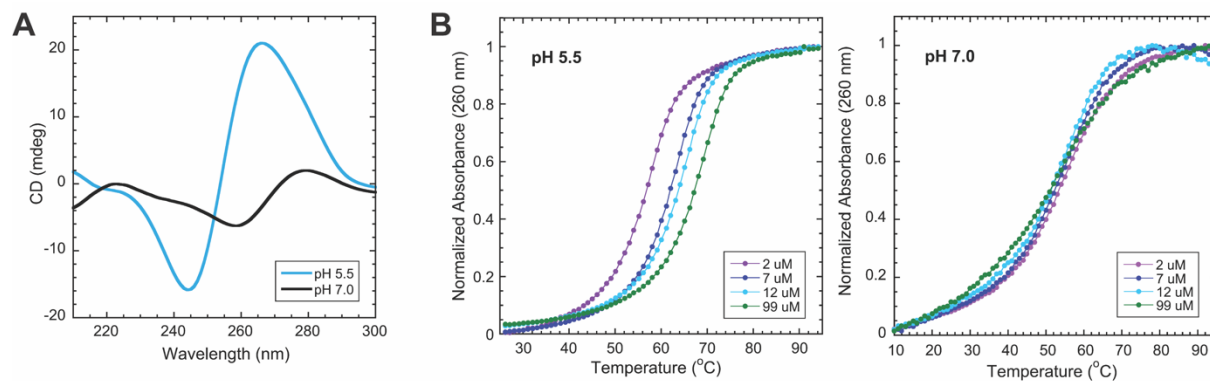 A
CD (mdeg)
20
10
0
-10
-20
220
240
260
280
300
Wavelength (nm)
pH 5.5
pH 7.0
B
Normalized Absorbance (260 nm)
1
0.8
0.6
0.4
0.2
0
pH 5.5
30
40
50
60
70
80
90
Temperature (°C)
2 uM
7 uM
12 uM
99 uM
Normalized Absorbance (260 nm)
1
0.8
0.6
0.4
0.2
0
pH 7.0
10
20
30
40
50
60
70
80
90
Temperature (°C)
2 uM
7 uM
12 uM
99 uM